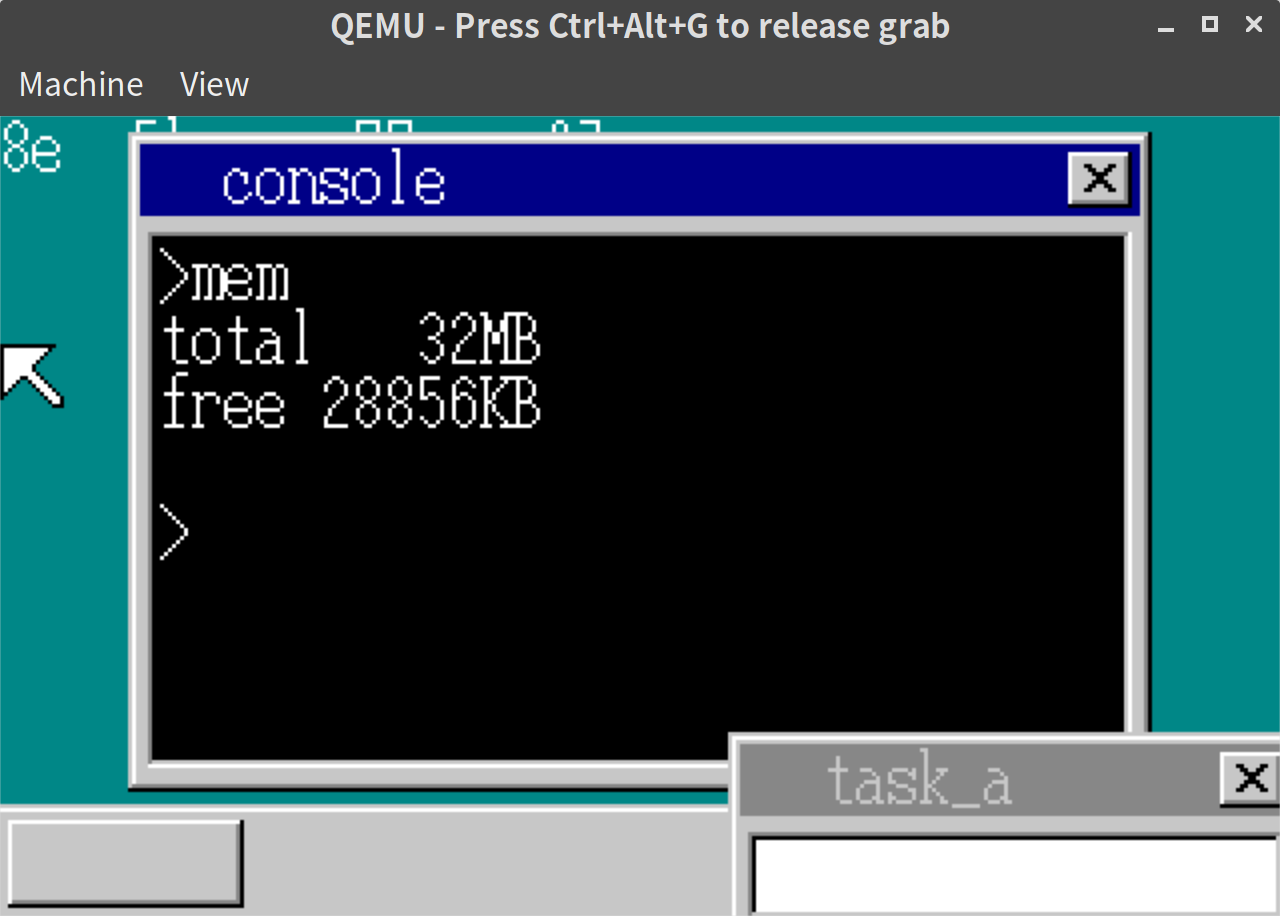 QEMU - Press Ctrl+Alt+G to release grab
Machine View
8e
console
>mem
total   32MB
free 28856KB
>
task_a